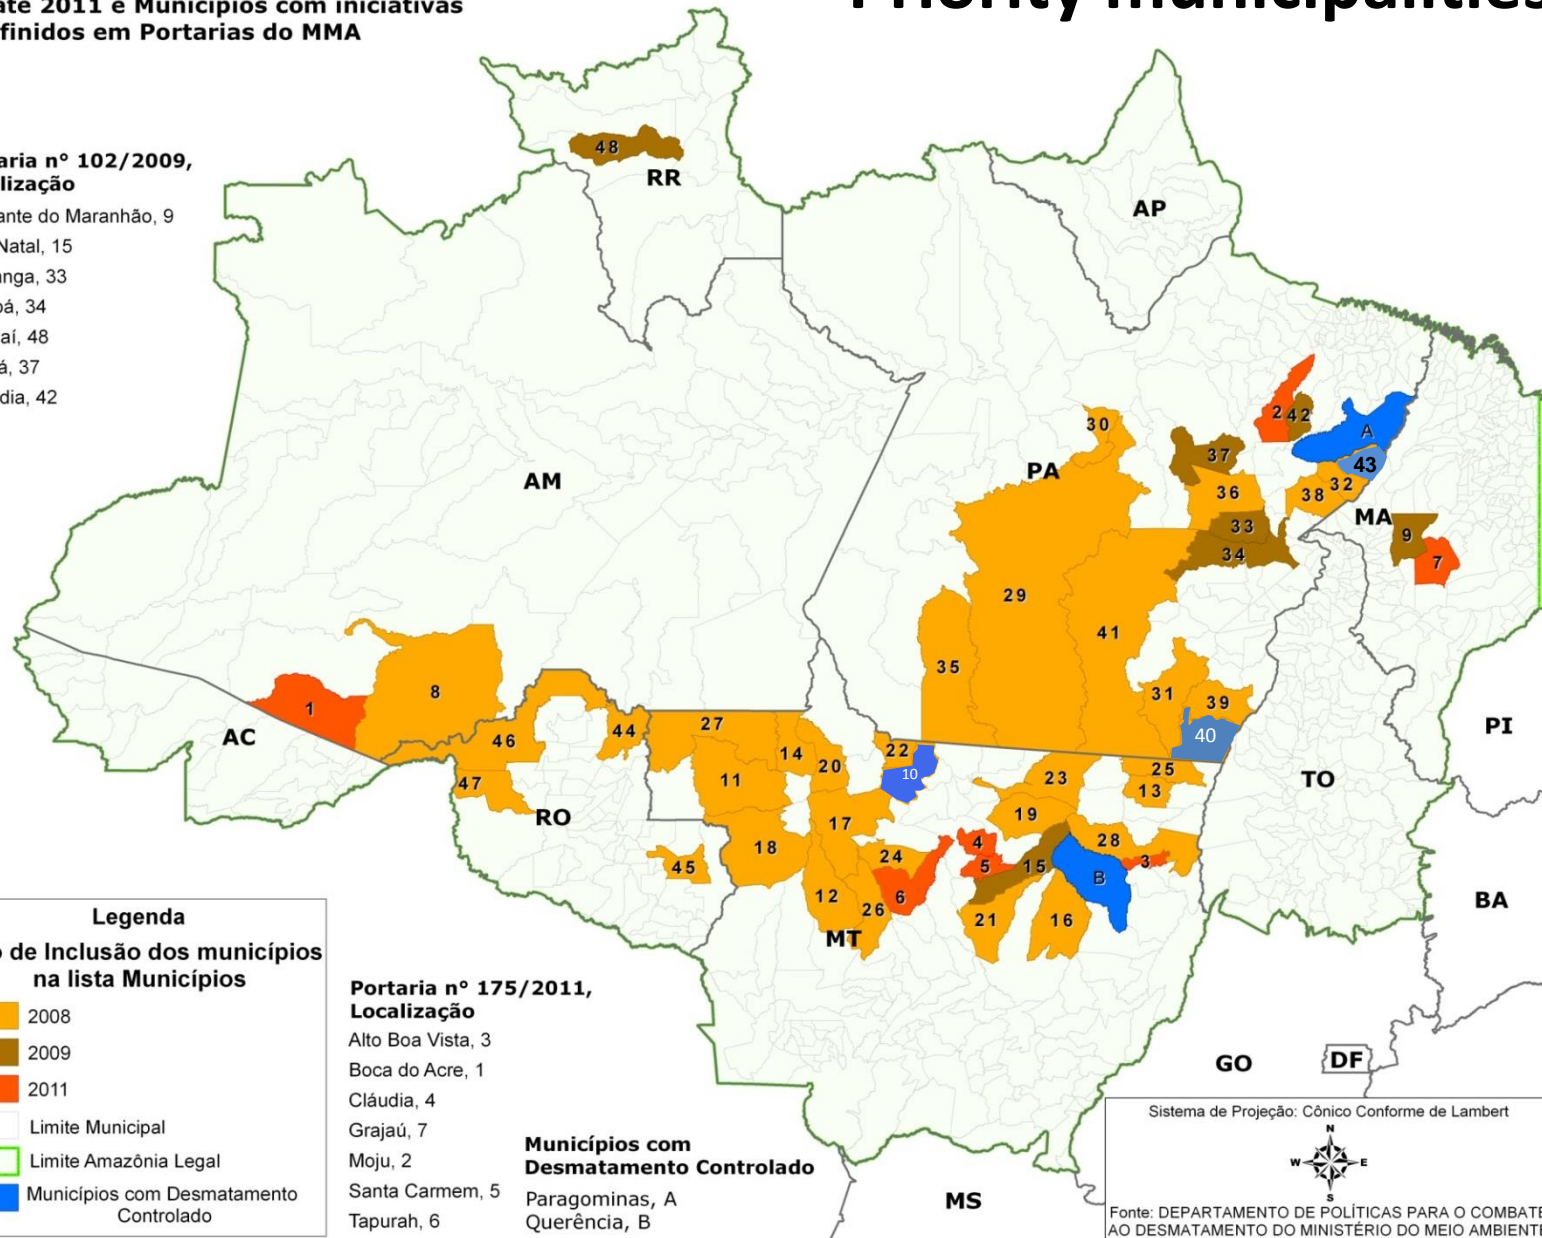 até 2011 e Municípios com iniciativas
finidos em Portarias do MMA
Priority municipalities
aria n° 102/2009,
lização
ante do Maranhão, 9
Natal, 15
anga, 33
pá, 34
aí, 48
á, 37
dia, 42
48
RR
AP
AM
PA
30
2
42
A
43
37
36
32
38
33
34
MA
9
7
29
41
35
8
1
31
39
40
AC
46
44
27
14
20
22
10
23
25
13
47
11
RO
17
19
18
45
24
4
5
15
28
3
B
6
12
26
21
16
MT
TO
PI
BA
GO
DF
MS
Legenda
o de Inclusão dos municípios
na lista Municípios
2008
2009
2011
Limite Municipal
Limite Amazônia Legal
Municípios com Desmatamento
Controlado
Portaria n° 175/2011,
Localização
Alto Boa Vista, 3
Boca do Acre, 1
Cláudia, 4
Grajaú, 7
Moju, 2
Santa Carmem, 5
Tapurah, 6
Municípios com
Desmatamento Controlado
Paragominas, A
Querência, B
Sistema de Projeção: Cônico Conforme de Lambert
N
W E
S
Fonte: DEPARTAMENTO DE POLÍTICAS PARA O COMBATE
AO DESMATAMENTO DO MINISTÉRIO DO MEIO AMBIENTE